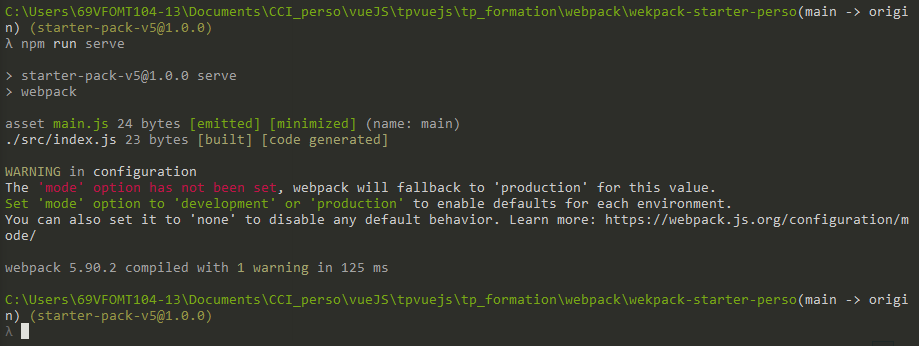 C:\Users\69VFOMT104-13\Documents\CCI_perso\vueJS\tpvuejs\tp_formation\webpack\wekpack-starter-perso(main -> origi
n) (starter-pack-v5@1.0.0)
λ npm run serve
> starter-pack-v5@1.0.0 serve
> webpack
asset main.js 24 bytes [emitted] [minimized] (name: main)
./src/index.js 23 bytes [built] [code generated]
WARNING in configuration
The 'mode' option has not been set, webpack will fallback to 'production' for this value.
Set 'mode' option to 'development' or 'production' to enable defaults for each environment.
You can also set it to 'none' to disable any default behavior. Learn more: https://webpack.js.org/configuration/m
ode/
webpack 5.90.2 compiled with 1 warning in 125 ms
C:\Users\69VFOMT104-13\Documents\CCI_perso\vueJS\tpvuejs\tp_formation\webpack\wekpack-starter-perso(main -> origi
n) (starter-pack-v5@1.0.0)
λ